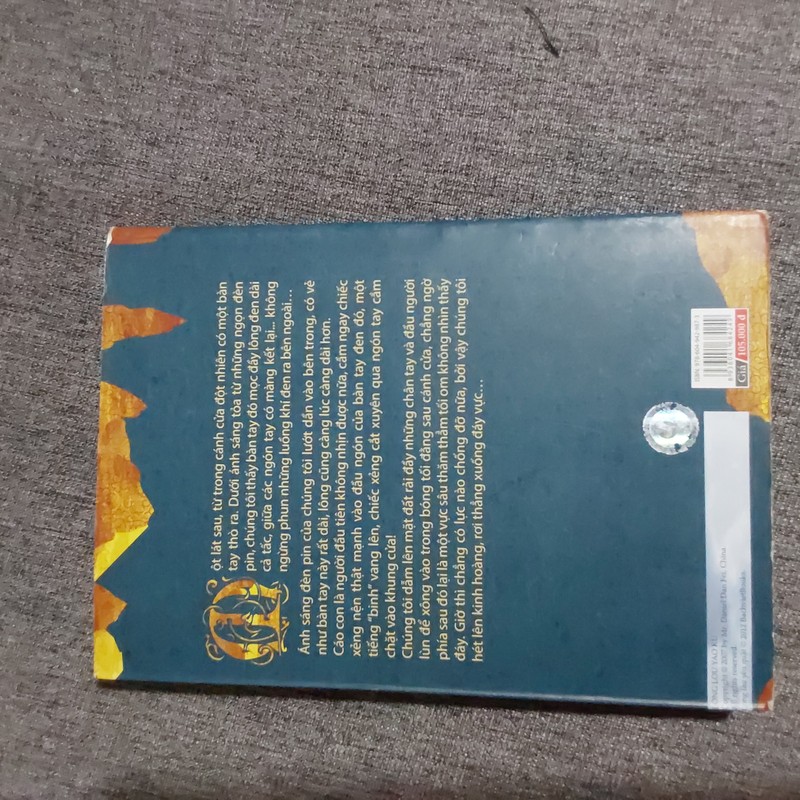 Một lát sau, từ trong cánh cửa đột nhiên có một bàn
tay thò ra. Dưới ánh sáng tỏa từ những ngọn đèn
pin, chúng tôi thấy bàn tay đó mọc đầy lông đen dài
cả tấc, giữa các ngón tay có màng kết lại... không
ngừng phun những luồng khí đen ra bên ngoài...
Ánh sáng đèn pin của chúng tôi lướt dần vào bên trong, có vẻ
như bàn tay này rất dài, lông cũng càng lúc càng dài hơn.
Cáo con là người đầu tiên không nhịn được nữa, cầm ngay chiếc
xẻng nện thật mạnh vào đầu ngón của bàn tay đen đó, một
tiếng "bình" vang lên, chiếc xẻng cắt xuyên qua ngón tay cắm
chặt vào khung cửa!
Chúng tôi dẫm lên mặt đất rải đầy những chân tay và đầu người
lún để xông vào trong bóng tối đằng sau cánh cửa, chẳng ngờ
phía sau đó lại là một vực sâu thăm thẳm tối om không nhìn thấy
đáy. Giờ thì chẳng có lực nào chống đỡ nữa, bởi vậy chúng tôi
hét lên kinh hoàng, rơi thẳng xuống đáy vực...
Giá 105.000 đ